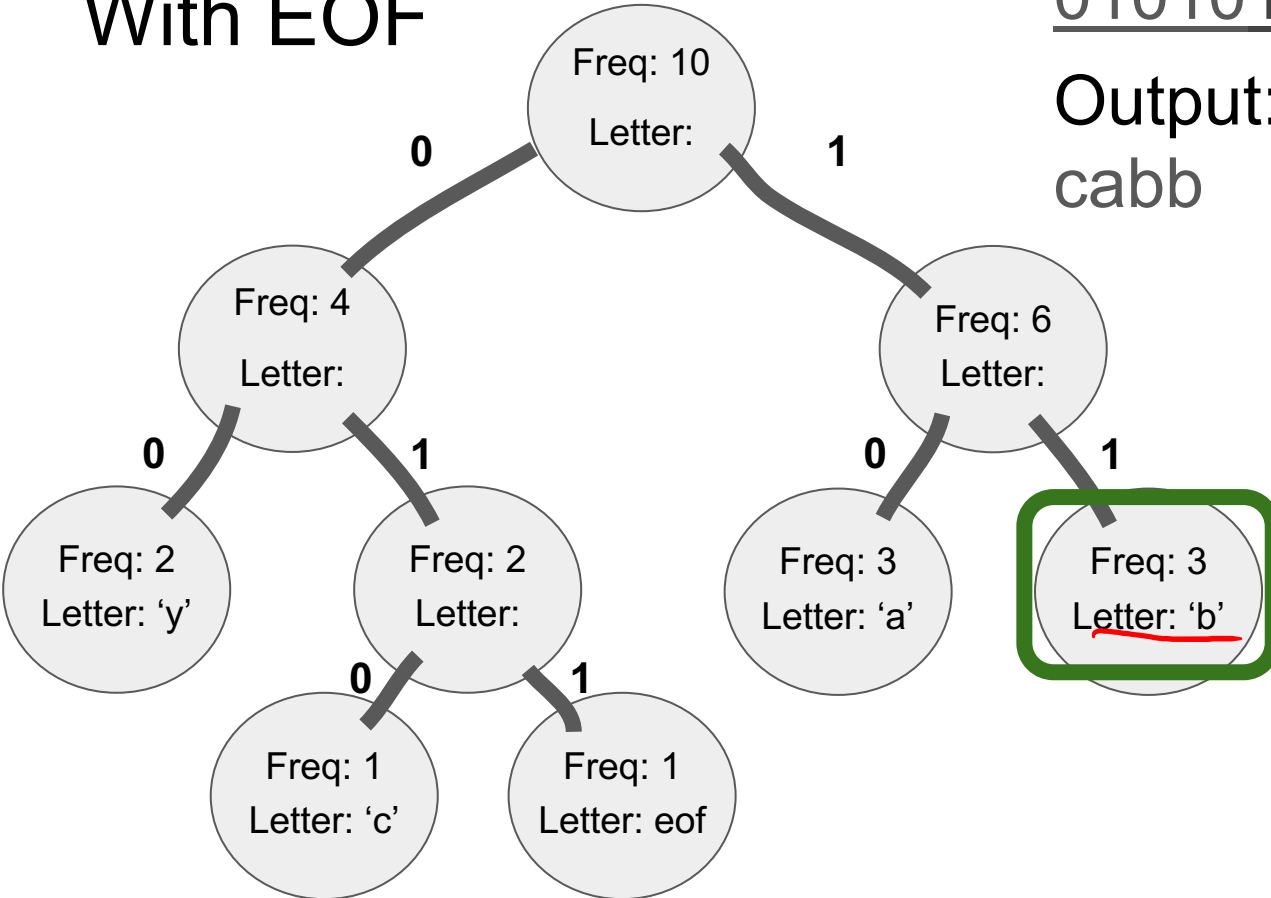 With EOF
010101
Output:
cabb
Freq: 10
Letter:
0
1
Freq: 4
Letter:
Freq: 6
Letter:
0
1
0
1
Freq: 2
Letter: ‘y’
Freq: 2
Letter:
Freq: 3
Letter: ‘a’
Freq: 3
Letter: ‘b’
0
1
Freq: 1
Letter: ‘c’
Freq: 1
Letter: eof